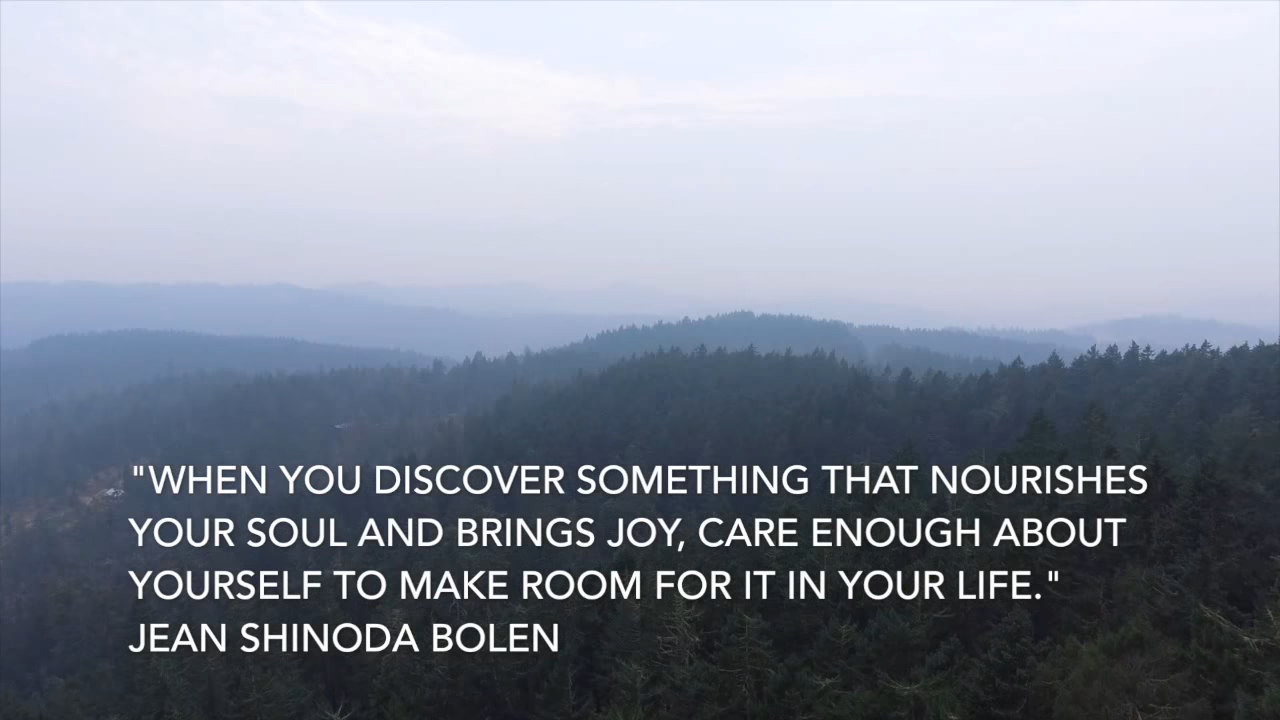 "WHEN YOU DISCOVER SOMETHING THAT NOURISHES
YOUR SOUL AND BRINGS JOY, CARE ENOUGH ABOUT
YOURSELF TO MAKE ROOM FOR IT IN YOUR LIFE."
JEAN SHINODA BOLEN